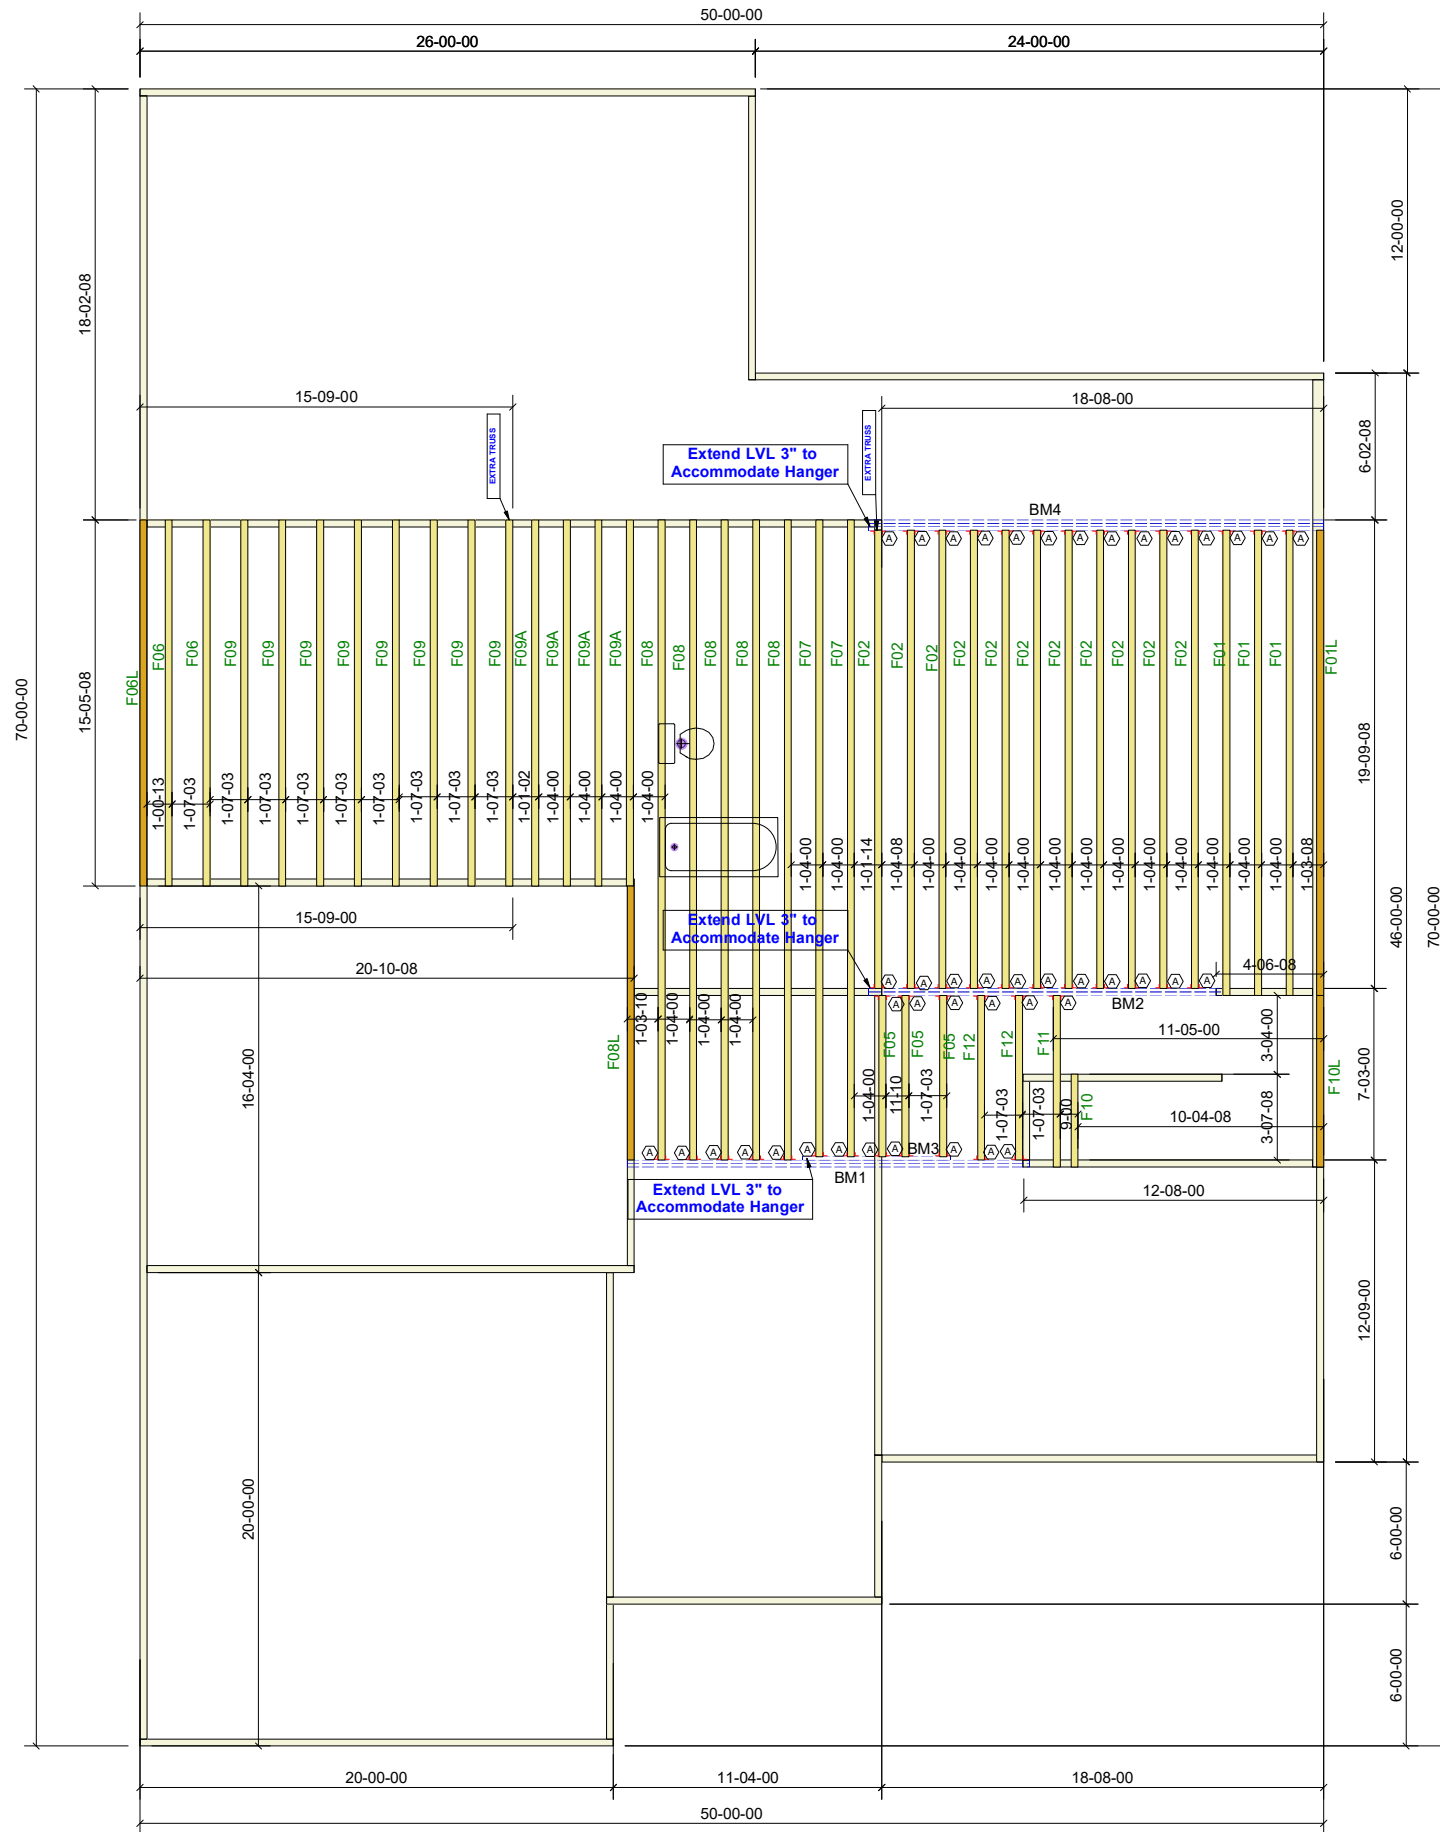 50-00-00
26-00-00
24-00-00
18-02-08
12-00-00
15-09-00
18-08-00
6-02-08
EXTRA TRUSS
EXTRA TRUSS
Extend LVL 3" to
Accommodate Hanger
BM4
A A A A A A A A A A A A A A
F06L
F06
F06
F09
F09
F09
F09
F09
F09
F09
F09
F09A
F09A
F09A
F09A
F08
F08
F08
F08
F08
F07
F07
F02
F02
F02
F02
F02
F02
F02
F02
F02
F02
F02
F01
F01
F01
F01L
70-00-00
15-05-08
19-09-08
46-00-00
70-00-00
1-00-13
1-07-03
1-07-03
1-07-03
1-07-03
1-07-03
1-07-03
1-07-03
1-07-03
1-07-03
1-01-02
1-04-00
1-04-00
1-04-00
1-04-00
1-04-00
1-04-00
1-01-14
1-04-08
1-04-00
1-04-00
1-04-00
1-04-00
1-04-00
1-04-00
1-04-00
1-04-00
1-04-00
1-04-00
1-04-00
1-03-08
15-09-00
Extend LVL 3" to
Accommodate Hanger
20-10-08
4-06-08
A A A A A A A A A A A
BM2
A A A A A A
11-05-00
1-03-10
1-04-00
1-04-00
1-04-00
F08L
F05
F05
F05
F12
F12
F11
3-04-00
16-04-00
7-03-00
F10L
1-04-00
11-10
1-07-03
1-07-03
1-07-03
9-00
F10
10-04-08
3-07-08
A A A A A A A A A A A A
BM3
BM1
Extend LVL 3" to
Accommodate Hanger
12-08-00
12-09-00
20-00-00
6-00-00
6-00-00
20-00-00
11-04-00
18-08-00
50-00-00